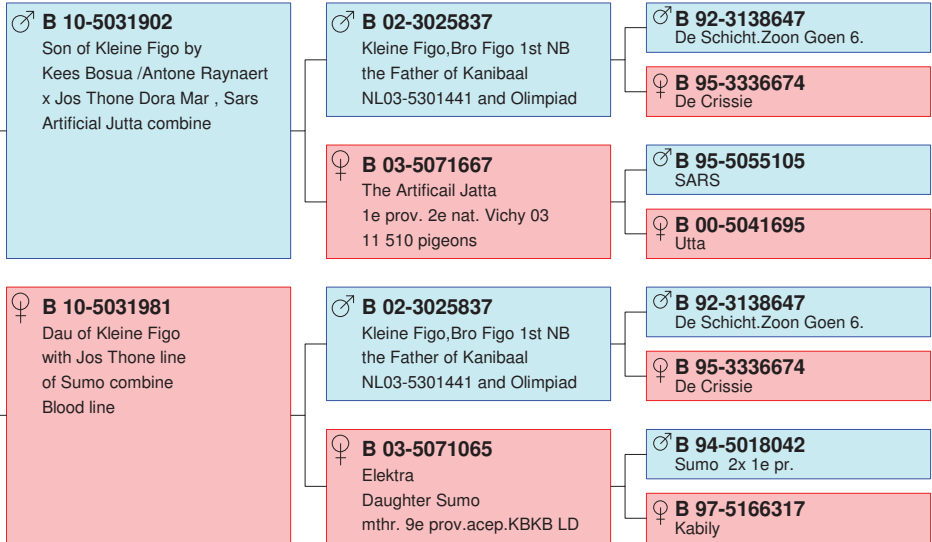 B 10-5031902
Son of Kleine Figo by
Kees Bosua /Antone Raynaert
x Jos Thone Dora Mar , Sars
Artificial Jutta combine
B 02-3025837
Kleine Figo,Bro Figo 1st NB
the Father of Kanibaal
NL03-5301441 and Olimpiad
B 92-3138647
De Schicht.Zoon Goen 6.
B 95-3336674
De Crissie
B 03-5071667
The Artificail Jatta
1e prov. 2e nat. Vichy 03
11 510 pigeons
B 95-5055105
SARS
B 00-5041695
Utta
B 10-5031981
Dau of Kleine Figo
with Jos Thone line
of Sumo combine
Blood line
B 02-3025837
Kleine Figo,Bro Figo 1st NB
the Father of Kanibaal
NL03-5301441 and Olimpiad
B 92-3138647
De Schicht.Zoon Goen 6.
B 95-3336674
De Crissie
B 03-5071065
Elektra
Daughter Sumo
mthr. 9e prov.acep.KBKB LD
B 94-5018042
Sumo 2x 1e pr.
B 97-5166317
Kabily